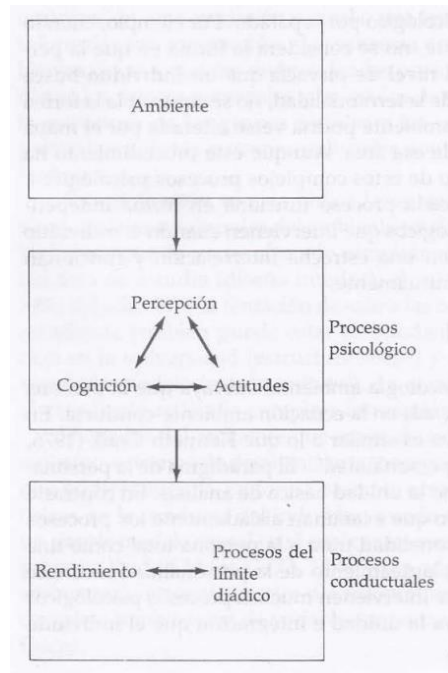 Ambiente
Percepción
Procesos
psicológico
Cognición
Actitudes
Rendimiento
Procesos del
límite
diádico
Procesos
conductuales